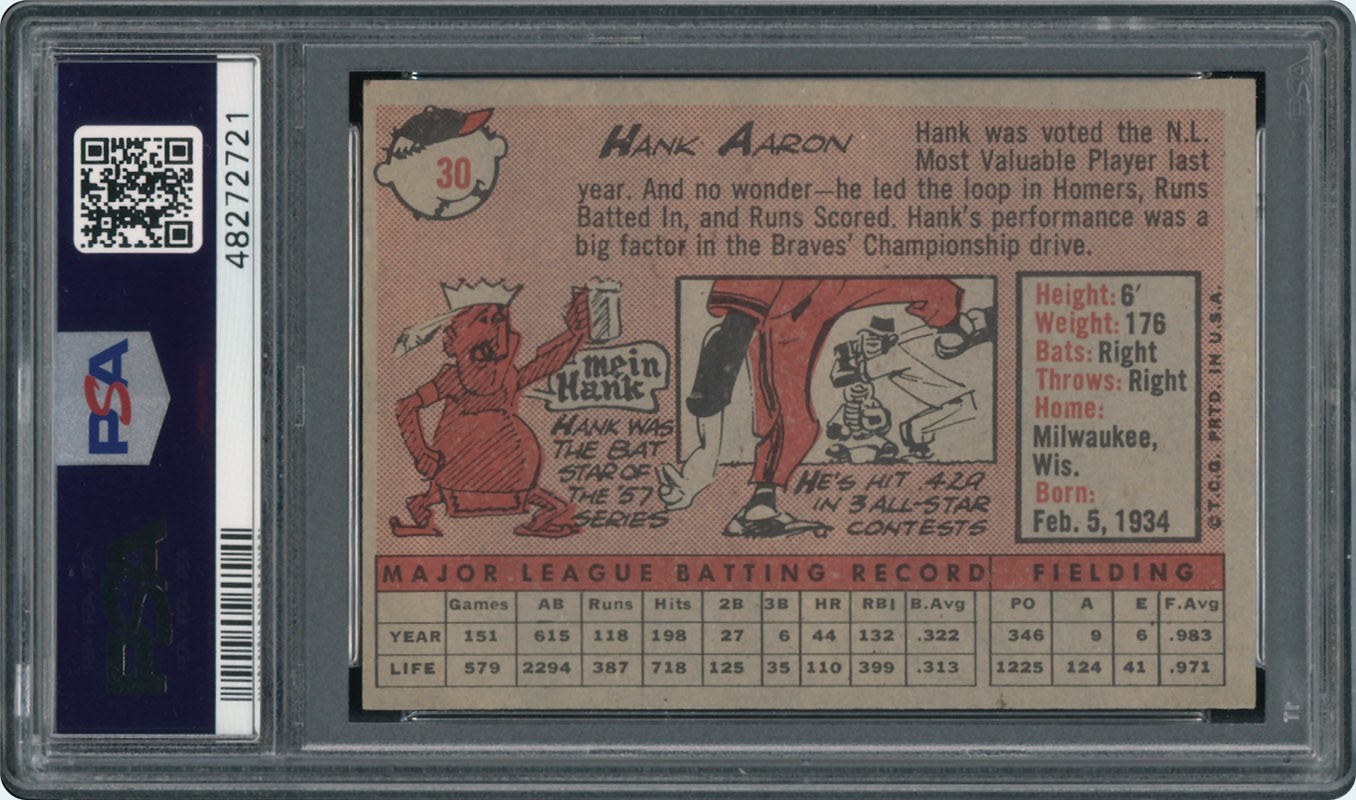 48272721
PSA
PSA
PSA
30
HANK AARON
Hank was voted the N.L.
Most Valuable Player last
year. And no wonder—he led the loop in Homers, Runs
Batted In, and Runs Scored. Hank's performance was a
big factor in the Braves' Championship drive.
mein
Hank
HANK WAS
THE BAT
STAR OF
THE '57
SERIES
HE'S HIT .429
IN 3 ALL-STAR
CONTESTS
Height: 6'
Weight: 176
Bats: Right
Throws: Right
Home:
Milwaukee,
Wis.
Born:
Feb. 5, 1934
©T.C.G. PRTD. IN U.S.A.
MAJOR LEAGUE BATTING RECORD FIELDING
Games AB Runs Hits 2B 3B HR RBI B.Avg PO A E F.Avg
YEAR 151 615 118 198 27 6 44 132 .322 346 9 6 .983
LIFE 579 2294 387 718 125 35 110 399 .313 1225 124 41 .971